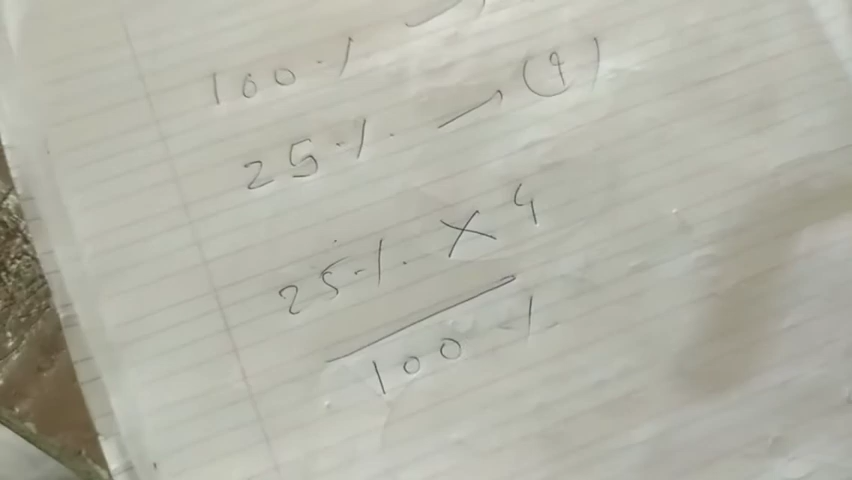 100%
25% → (4)
25% × 4
100%